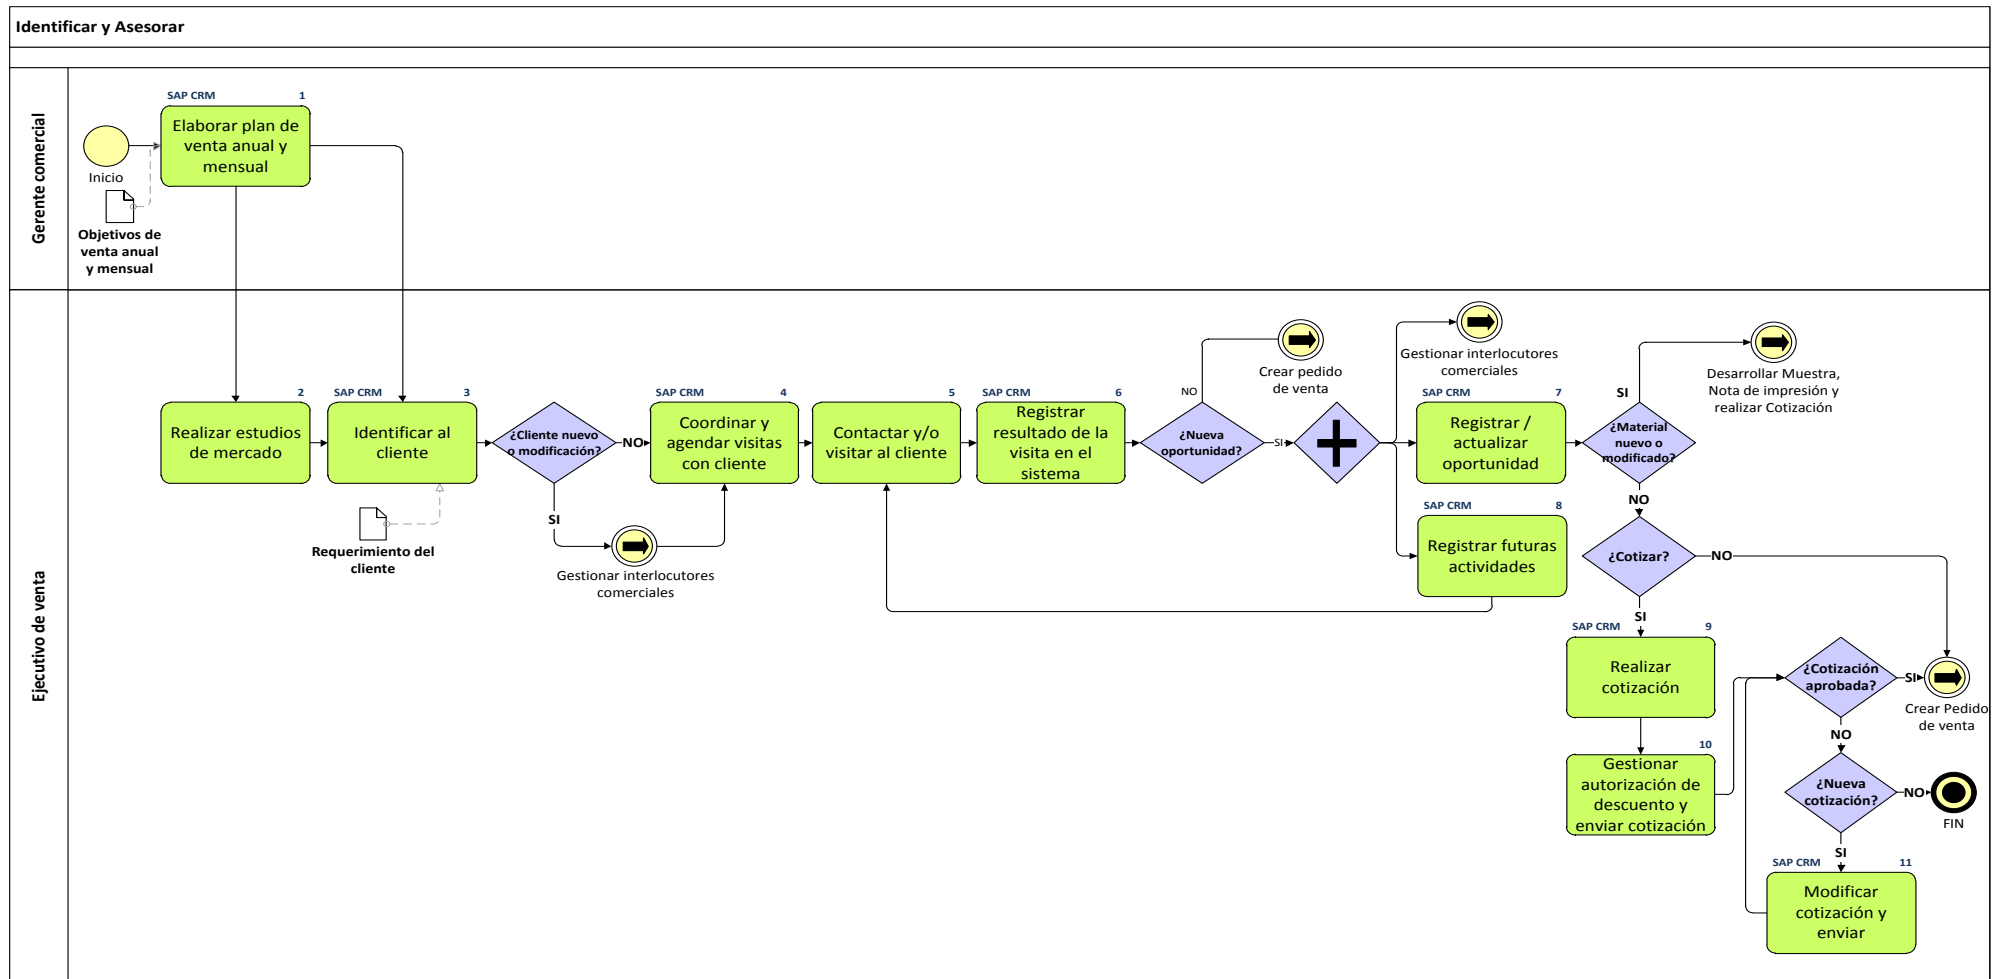 Identificar y Asesorar
Gerente comercial
Inicio
Objetivos de
venta anual
y mensual
SAP CRM 1
Elaborar plan de
venta anual y
mensual
Ejecutivo de venta
2
Realizar estudios
de mercado
SAP CRM 3
Identificar al
cliente
Requerimiento del
cliente
¿Cliente nuevo
o modificación?
NO
SI
Gestionar interlocutores
comerciales
SAP CRM 4
Coordinar y
agendar visitas
con cliente
5
Contactar y/o
visitar al cliente
SAP CRM 6
Registrar
resultado de la
visita en el
sistema
¿Nueva
oportunidad?
NO
Crear pedido
de venta
SI
Gestionar interlocutores
comerciales
SAP CRM 7
Registrar /
actualizar
oportunidad
SAP CRM 8
Registrar futuras
actividades
¿Material
nuevo o
modificado?
SI
Desarrollar Muestra,
Nota de impresión y
realizar Cotización
NO
¿Cotizar?
NO
SI
SAP CRM 9
Realizar
cotización
10
Gestionar
autorización de
descuento y
enviar cotización
¿Cotización
aprobada?
SI
Crear Pedido
de venta
NO
¿Nueva
cotización?
NO
FIN
SI
SAP CRM 11
Modificar
cotización y
enviar